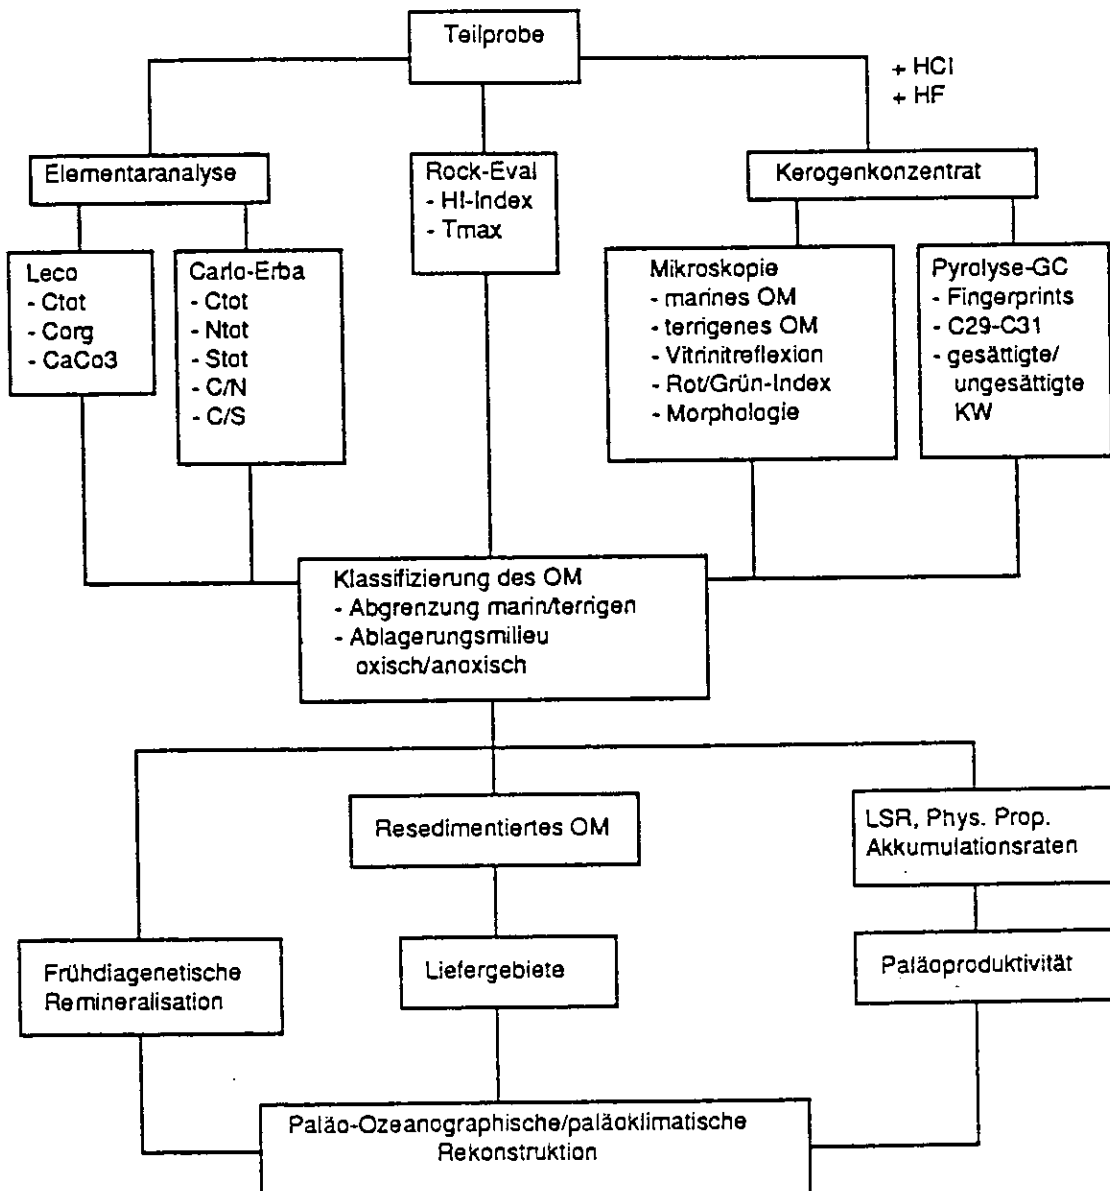 Teilprobe
+ HCl
+ HF
Elementaranalyse
Rock-Eval
- HI-Index
- Tmax
Kerogenkonzentrat
Leco
- Ctot
- Corg
- CaCo3
Carlo-Erba
- Ctot
- Ntot
- Stot
- C/N
- C/S
Mikroskopie
- marines OM
- terrigenes OM
- Vitrinitreflexion
- Rot/Grün-Index
- Morphologie
Pyrolyse-GC
- Fingerprints
- C29-C31
- gesättigte/
ungesättigte
KW
Klassifizierung des OM
- Abgrenzung marin/terrigen
- Ablagerungsmilieu
oxisch/anoxisch
Resedimentiertes OM
LSR, Phys. Prop.
Akkumulationsraten
Frühdiagenetische
Remineralisation
Liefergebiete
Paläoproduktivität
Paläo-Ozeanographische/paläoklimatische
Rekonstruktion